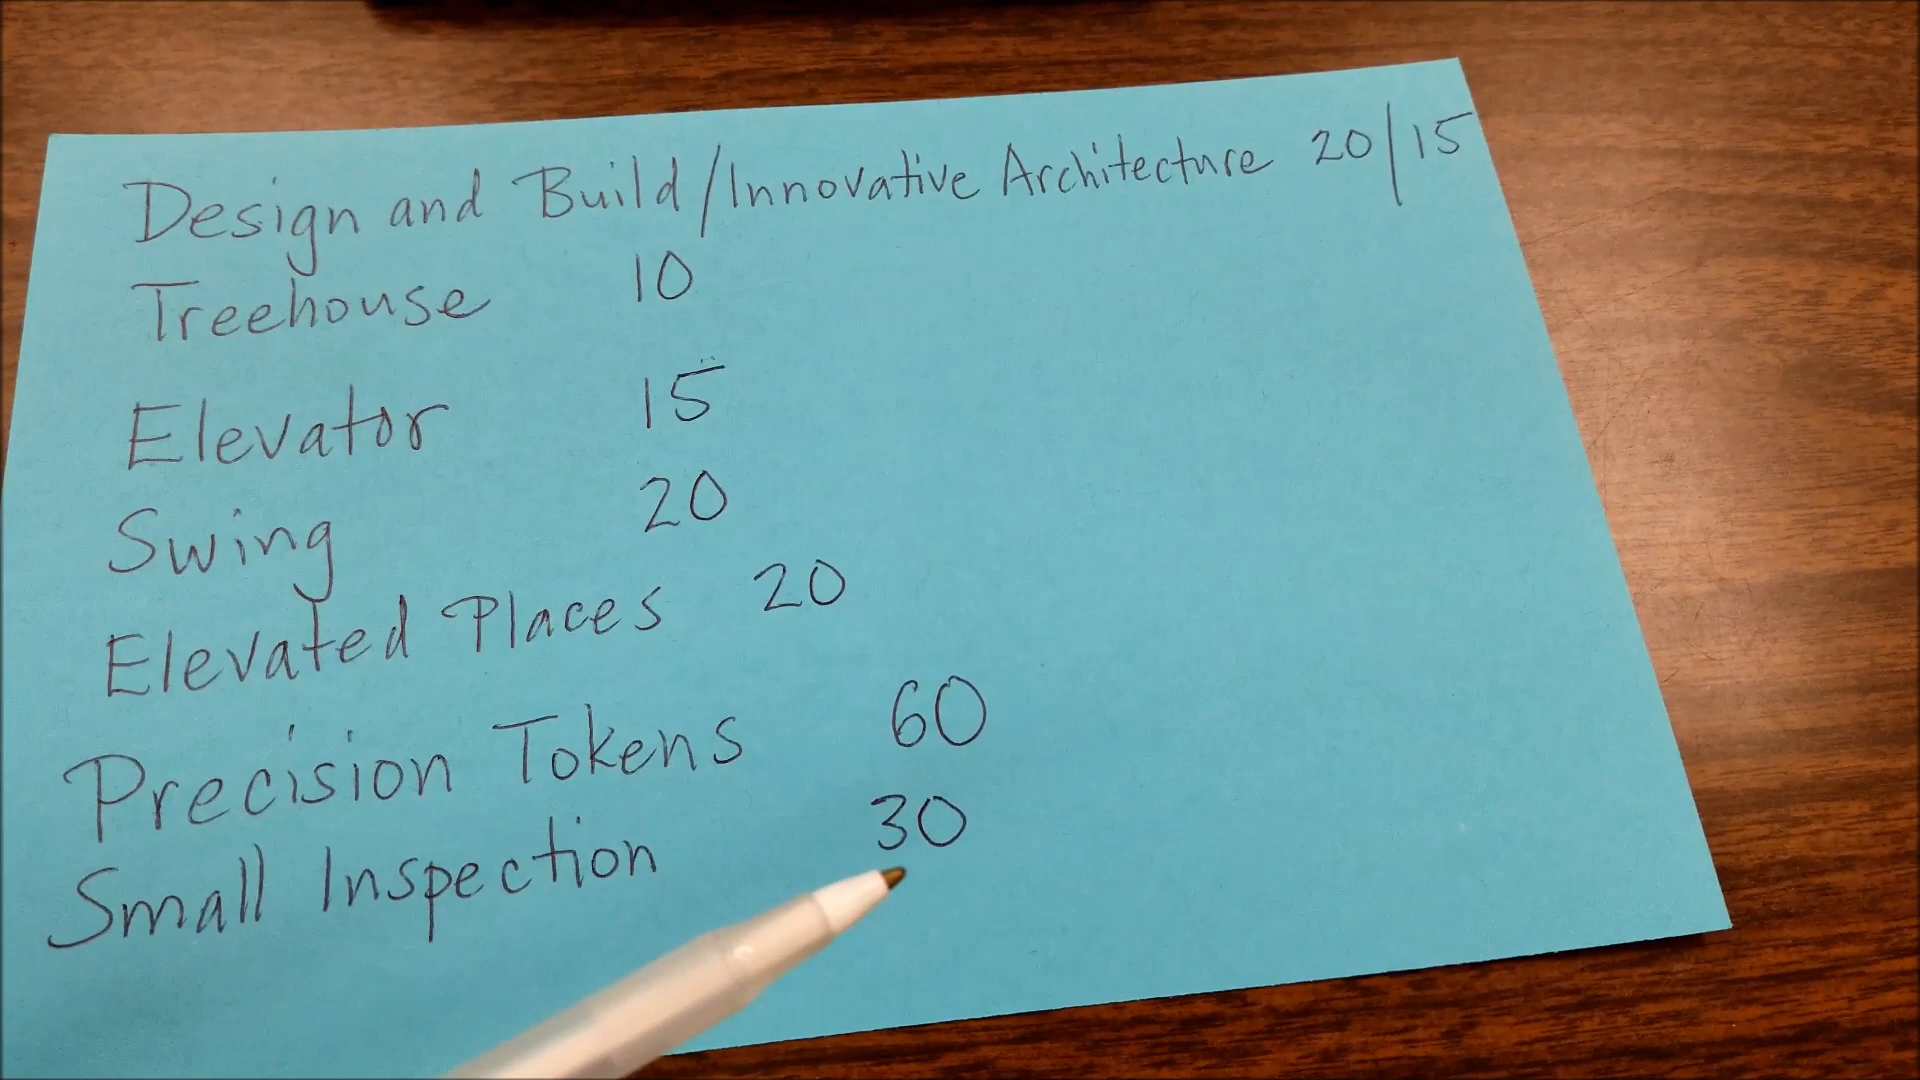 Design and Build/Innovative Architecture 20/15
Treehouse 10
Elevator 15
Swing 20
Elevated Places 20
Precision Tokens 60
Small Inspection 30